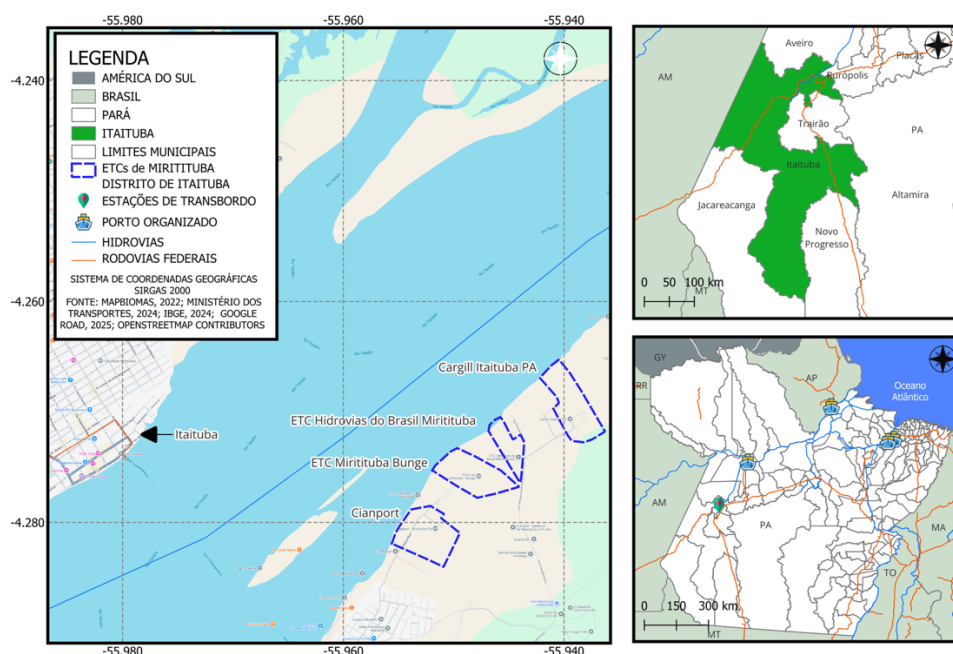 -55.980
-55.960
-55.940
-4.240
-4.260
-4.280
LEGENDA
AMÉRICA DO SUL
BRASIL
PARÁ
ITAITUBA
LIMITES MUNICIPAIS
ETCs de MIRITITUBA
DISTRITO DE ITAITUBA
ESTAÇÕES DE TRANSBORDO
PORTO ORGANIZADO
HIDROVIAS
RODOVIAS FEDERAIS
SISTEMA DE COORDENADAS GEOGRÁFICAS
SIRGAS 2000
FONTE: MAPBIOMAS, 2022; MINISTÉRIO DOS
TRANSPORTES, 2024; IBGE, 2024; GOOGLE
ROAD, 2025; OPENSTREETMAP CONTRIBUTORS
Cargill Itaituba PA
ETC Hidrovias do Brasil Miritituba
Itaituba
ETC Miritituba Bunge
Cianport
-55.980
-55.960
-55.940
Aveiro
Placas
AM
Rurópolis
Trairão
PA
Itaituba
Jacareacanga
Altamira
Novo
Progresso
0 50 100 km
MT
GY
RR
AP
Oceano
Atlântico
AM
PA
MA
TO
0 150 300 km
MT